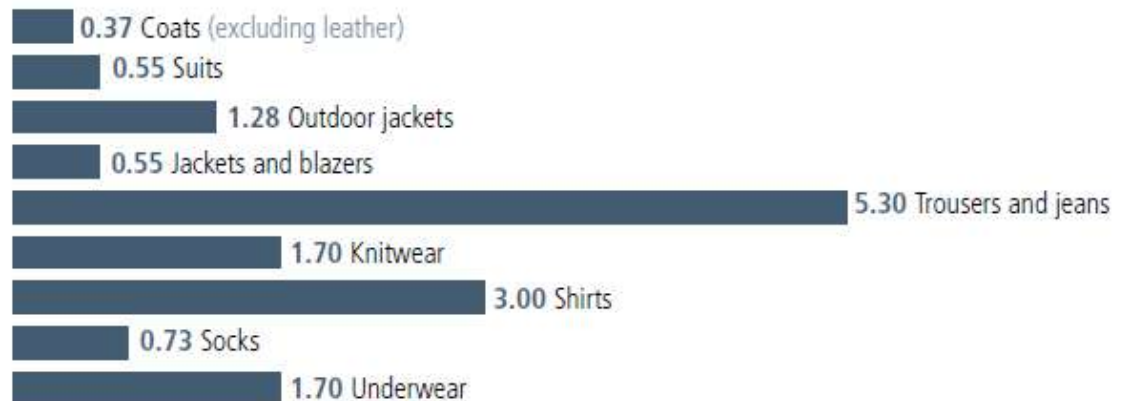 0.37 Coats (excluding leather)
0.55 Suits
1.28 Outdoor jackets
0.55 Jackets and blazers
5.30 Trousers and jeans
1.70 Knitwear
3.00 Shirts
0.73 Socks
1.70 Underwear